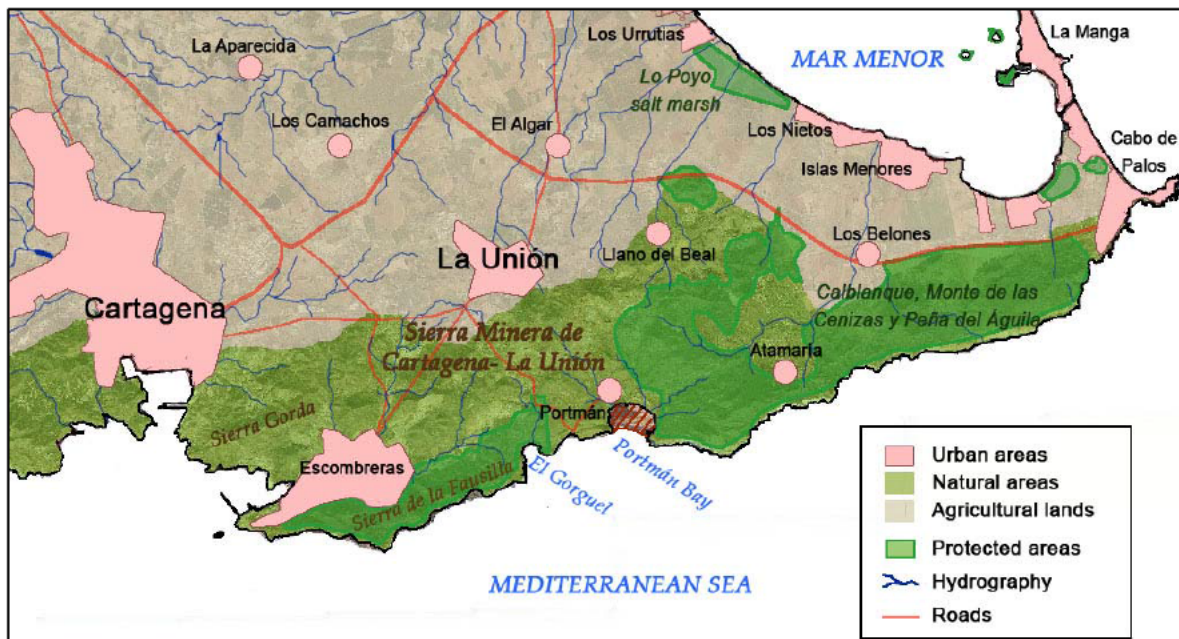 La Aparecida
Los Urrutias
La Manga
MAR MENOR
Lo Poyo
salt marsh
Los Camachos
El Algar
Los Nietos
Cabo de
Palos
Islas Menores
La Unión
Llano del Beal
Los Belones
Cartagena
Calblanque, Monte de las
Cenizas y Peña del Águila
Sierra Minera de
Cartagena- La Unión
Atamaría
Sierra Gorda
Portmán
Escombreras
Portmán Bay
El Gorguel
Sierra de la Fausilla
MEDITERRANEAN SEA
Urban areas
Natural areas
Agricultural lands
Protected areas
Hydrography
Roads